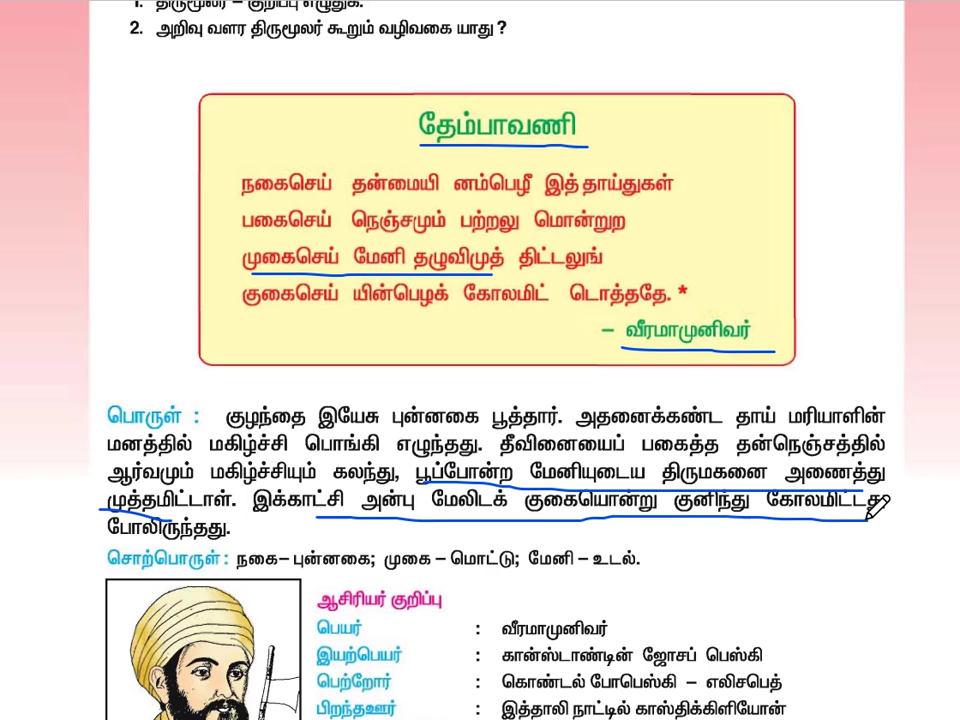 1. திருமூலர் – குறிப்பு எழுதுக.
2. அறிவு வளர திருமூலர் கூறும் வழிவகை யாது ?
தேம்பாவணி
நகைசெய் தன்மையி னம்பெழீ இத் தாய்துகள்
பகைசெய் நெஞ்சமும் பற்றலு மொன்றுற
முகைசெய் மேனி தழுவிமுத் திட்டலுங்
குகைசெய் யின்பெழக் கோலமிட் டொத்ததே. *
– வீரமாமுனிவர்
பொருள் : குழந்தை இயேசு புன்னகை பூத்தார். அதனைக்கண்ட தாய் மரியாளின்
மனத்தில் மகிழ்ச்சி பொங்கி எழுந்தது. தீவினையைப் பகைத்த தன்நெஞ்சத்தில்
ஆர்வமும் மகிழ்ச்சியும் கலந்து, பூப்போன்ற மேனியுடைய திருமகனை அணைத்து
முத்தமிட்டாள். இக்காட்சி அன்பு மேலிடக் குகையொன்று குனிந்து கோலமிட்டது
போலிருந்தது.
சொற்பொருள் : நகை – புன்னகை; முகை – மொட்டு; மேனி – உடல்.
ஆசிரியர் குறிப்பு
பெயர் : வீரமாமுனிவர்
இயற்பெயர் : கான்ஸ்டாண்டின் ஜோசப் பெஸ்கி
பெற்றோர் : கொண்டல் போபெஸ்கி – எலிசபெத்
பிறந்தஊர் : இத்தாலி நாட்டில் காஸ்திக்கிளியோன்